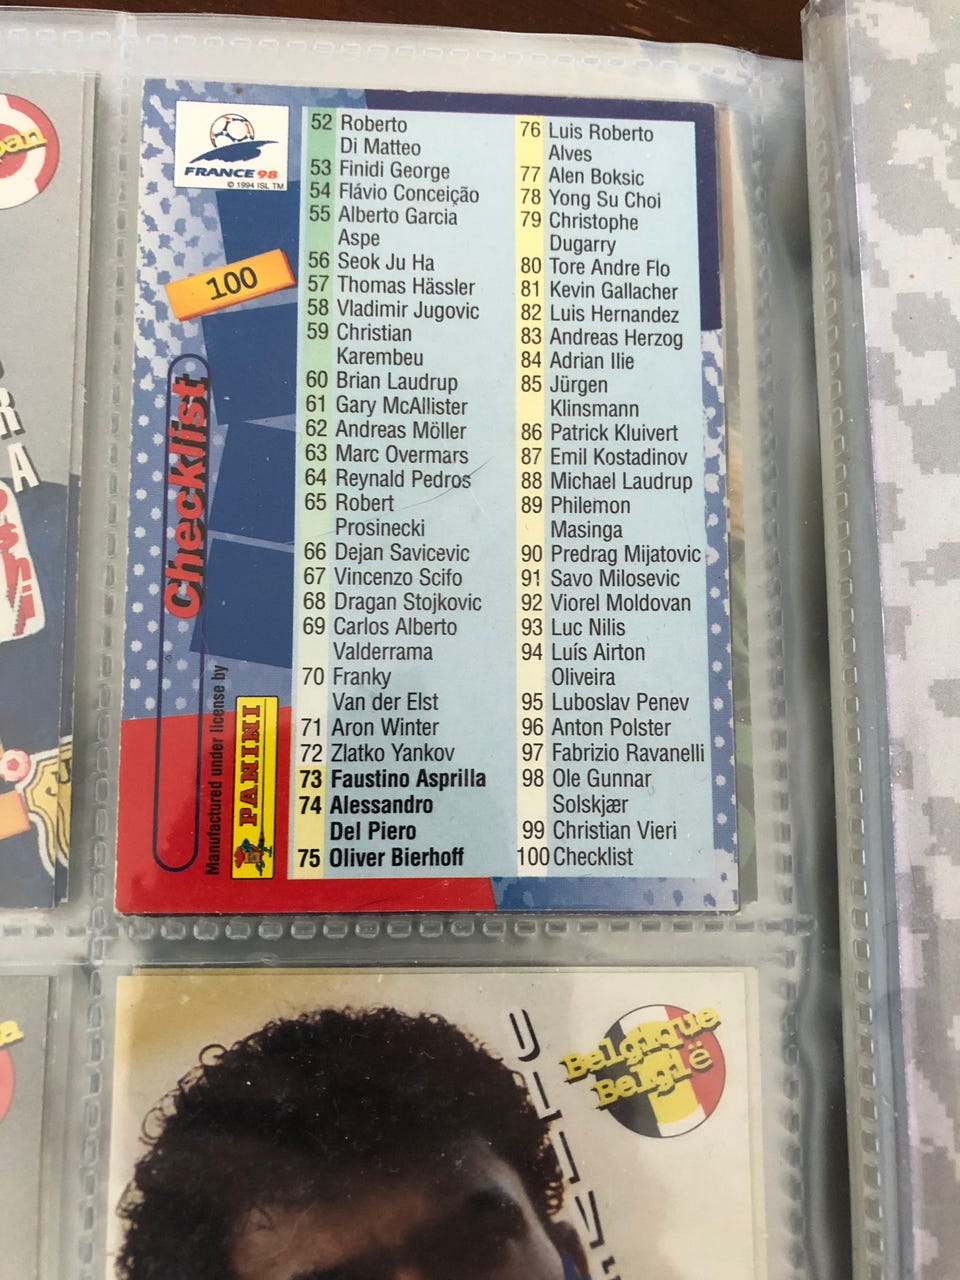 FRANCE 98
© 1994 ISL TM
100
Checklist
Manufactured under license by
PANINI
52 Roberto
Di Matteo
53 Finidi George
54 Flávio Conceição
55 Alberto Garcia
Aspe
56 Seok Ju Ha
57 Thomas Hässler
58 Vladimir Jugovic
59 Christian
Karembeu
60 Brian Laudrup
61 Gary McAllister
62 Andreas Möller
63 Marc Overmars
64 Reynald Pedros
65 Robert
Prosinecki
66 Dejan Savicevic
67 Vincenzo Scifo
68 Dragan Stojkovic
69 Carlos Alberto
Valderrama
70 Franky
Van der Elst
71 Aron Winter
72 Zlatko Yankov
73 Faustino Asprilla
74 Alessandro
Del Piero
75 Oliver Bierhoff
76 Luis Roberto
Alves
77 Alen Boksic
78 Yong Su Choi
79 Christophe
Dugarry
80 Tore Andre Flo
81 Kevin Gallacher
82 Luis Hernandez
83 Andreas Herzog
84 Adrian Ilie
85 Jürgen
Klinsmann
86 Patrick Kluivert
87 Emil Kostadinov
88 Michael Laudrup
89 Philemon
Masinga
90 Predrag Mijatovic
91 Savo Milosevic
92 Viorel Moldovan
93 Luc Nilis
94 Luís Airton
Oliveira
95 Luboslav Penev
96 Anton Polster
97 Fabrizio Ravanelli
98 Ole Gunnar
Solskjær
99 Christian Vieri
100 Checklist
Belgique
België